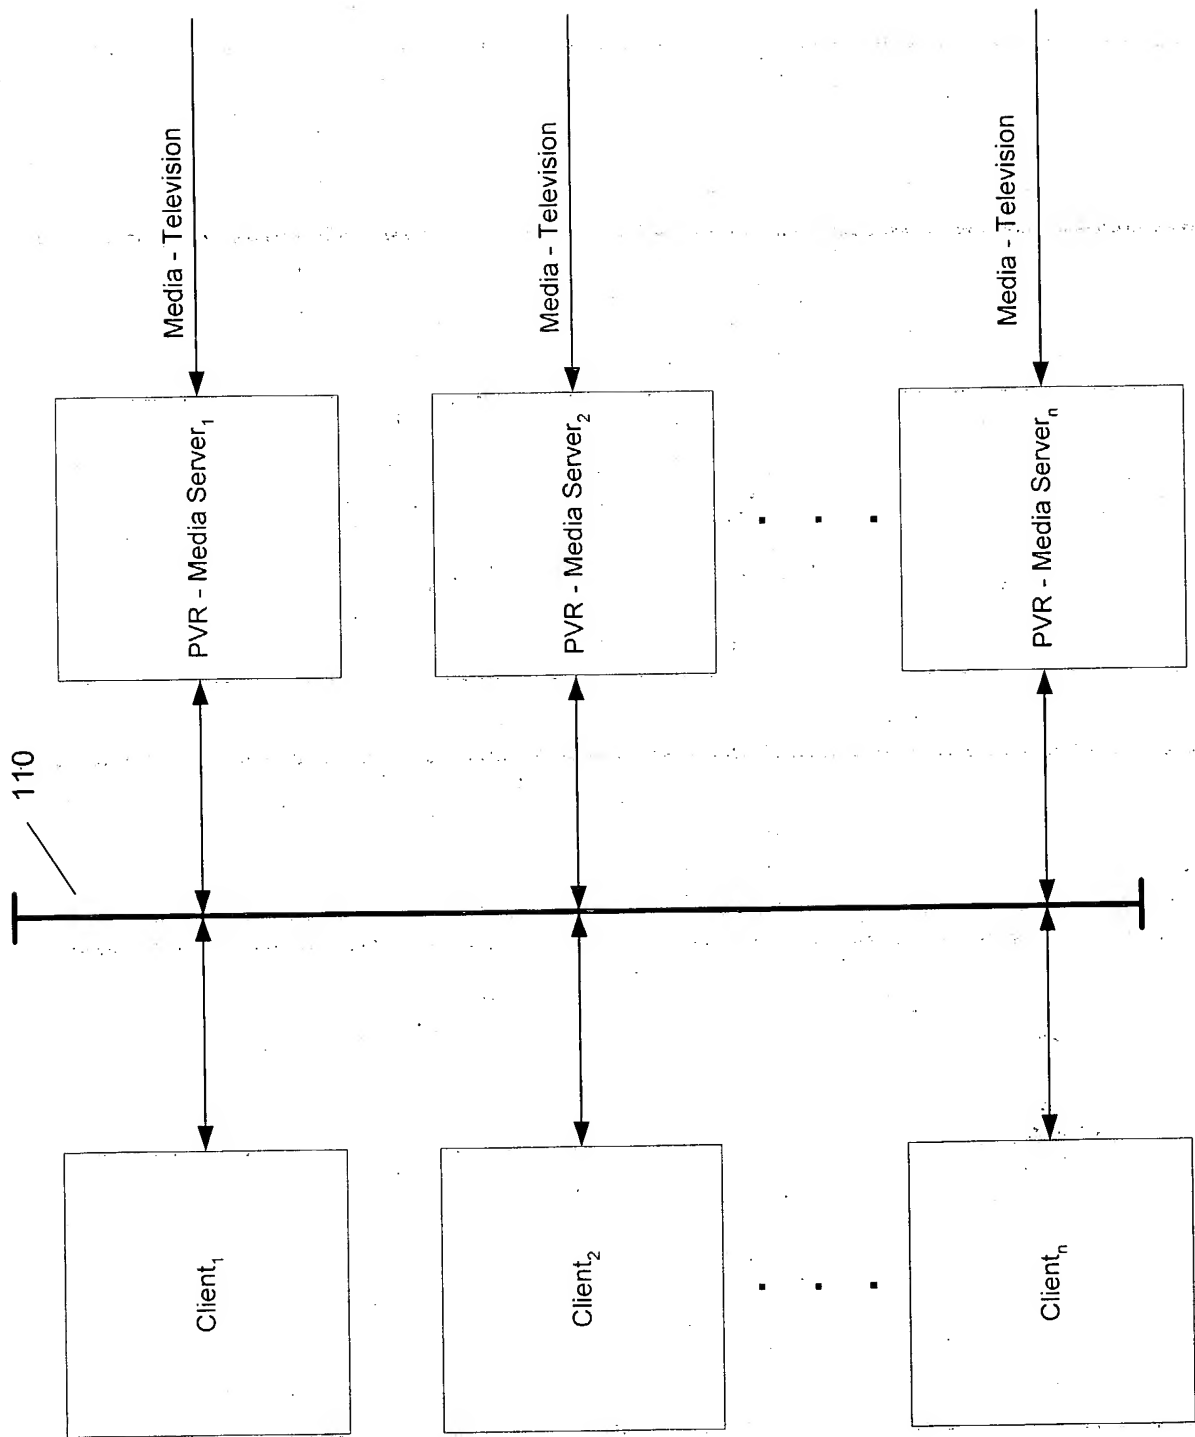 110
Media - Television
PVR - Media Server₁
Client₁
Media - Television
PVR - Media Server₂
Client₂
Media - Television
PVR - Media Serverₙ
Clientₙ